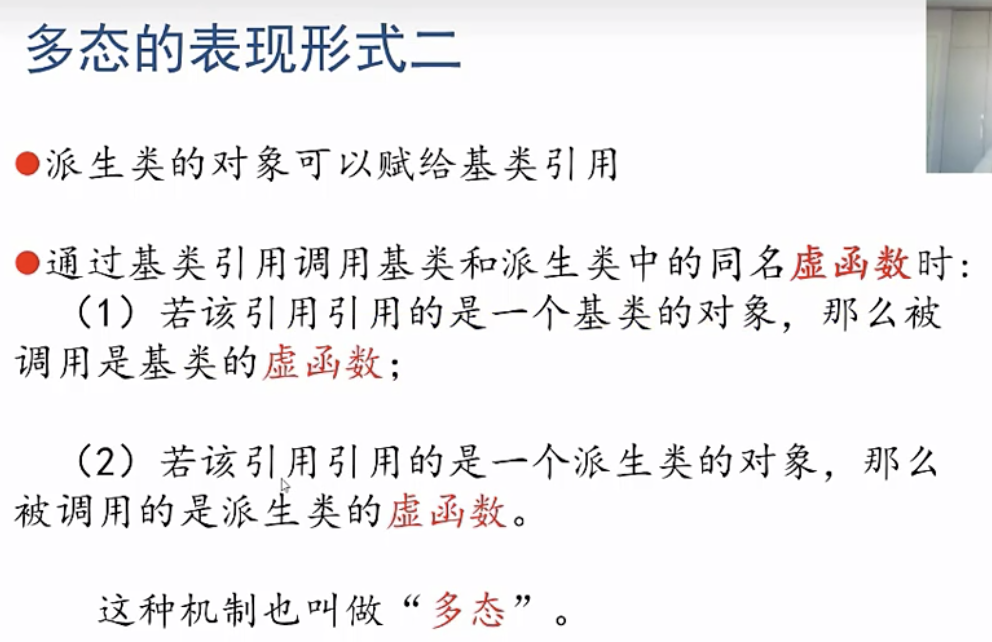 多态的表现形式二
●派生类的对象可以赋给基类引用
●通过基类引用调用基类和派生类中的同名虚函数时：
（1）若该引用引用的是一个基类的对象，那么被
调用是基类的虚函数；
（2）若该引用引用的是一个派生类的对象，那么
被调用的是派生类的虚函数。
这种机制也叫做“多态”。